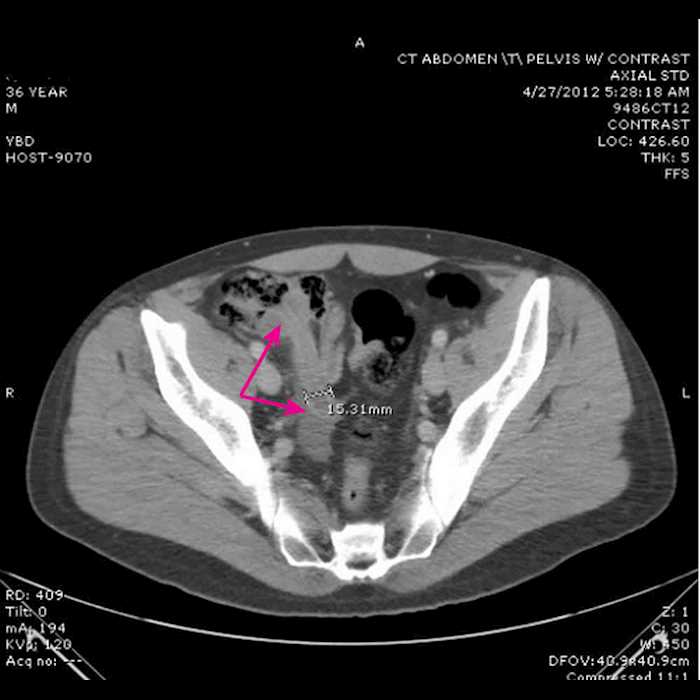 A
CT ABDOMEN \T\ PELVIS W/ CONTRAST
AXIAL STD
4/27/2012 5:28:18 AM
9486CT12
CONTRAST
LOC: 426.60
THK: 5
FFS
36 YEAR
M
YBD
HOST-9070
R
L
15.31mm
RD: 409
Tilt: 0
mA: 194
KVp: 120
Acq no: ---
Z: 1
C: 30
W: 450
DFOV:40.9x40.9cm
Compressed 11:1